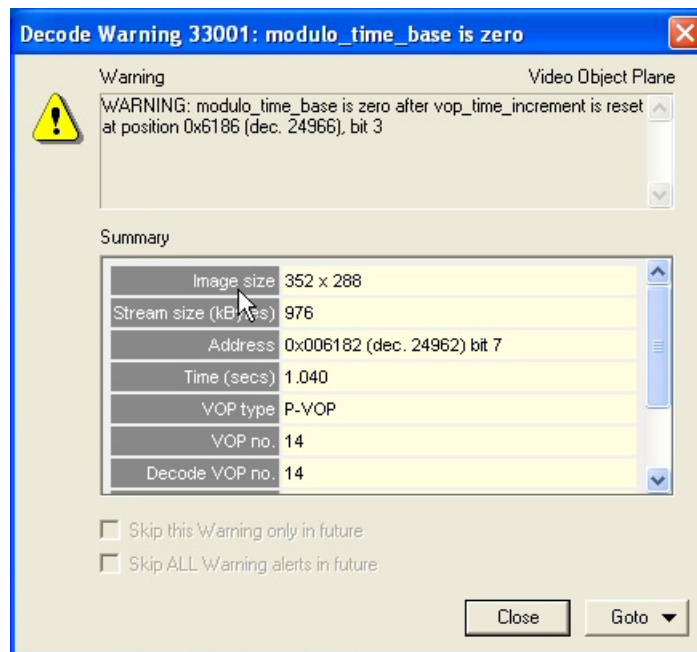 Decode Warning 33001: modulo_time_base is zero
Warning Video Object Plane
WARNING: modulo_time_base is zero after vop_time_increment is reset
at position 0x6186 (dec. 24966), bit 3
Summary
Image size 352 x 288
Stream size (kBytes) 976
Address 0x006182 (dec. 24962) bit 7
Time (secs) 1.040
VOP type P-VOP
VOP no. 14
Decode VOP no. 14
Skip this Warning only in future
Skip ALL Warning alerts in future
Close Goto